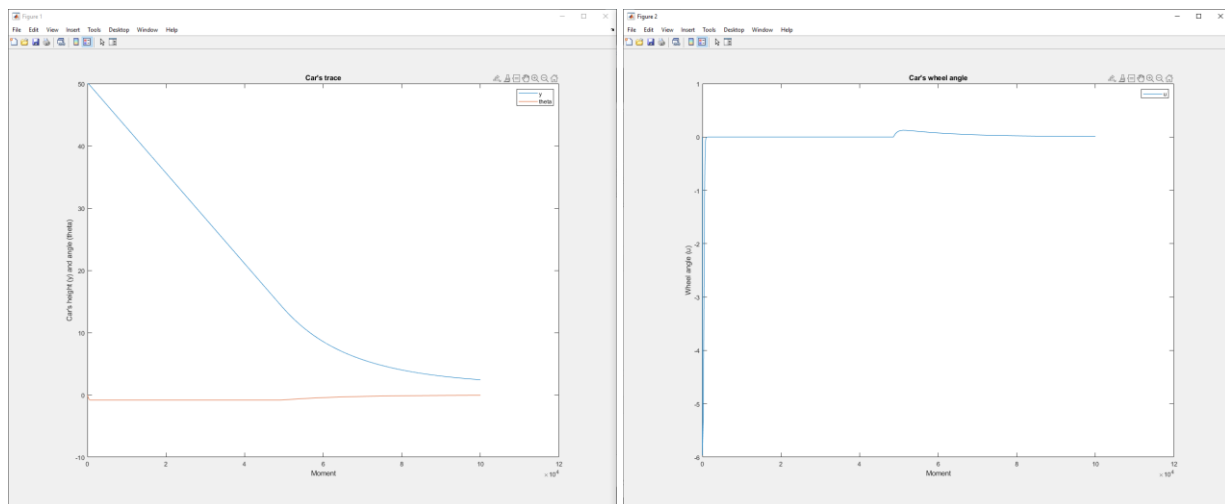 Figure 1
File Edit View Insert Tools Desktop Window Help
Car's trace
y
theta
50
40
30
20
10
0
-10
Car's height (y) and angle (theta)
0 2 4 6 8 10 12
Moment
×10⁴
Figure 2
File Edit View Insert Tools Desktop Window Help
Car's wheel angle
u
1
0
-1
-2
-3
-4
-5
-6
Wheel angle (u)
0 2 4 6 8 10 12
Moment
×10⁴